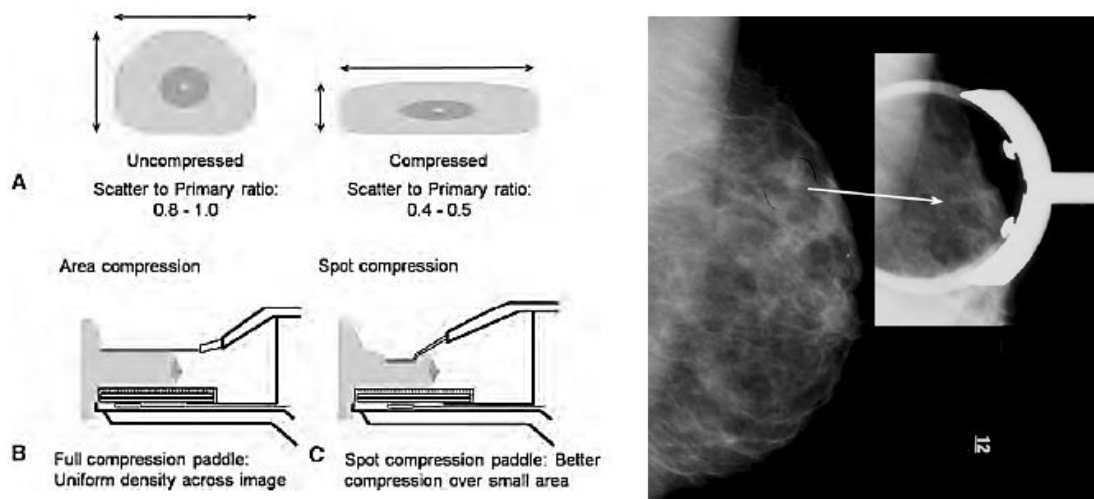 Uncompressed
Compressed
A
Scatter to Primary ratio:
0.8 - 1.0
Scatter to Primary ratio:
0.4 - 0.5
Area compression
Spot compression
B
Full compression paddle:
Uniform density across image
C
Spot compression paddle: Better
compression over small area
12